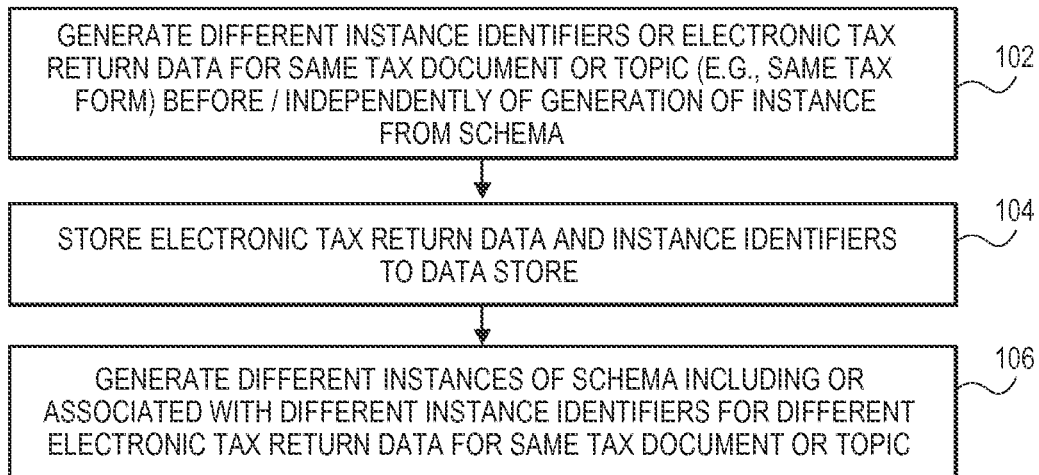 GENERATE DIFFERENT INSTANCE IDENTIFIERS OR ELECTRONIC TAX
RETURN DATA FOR SAME TAX DOCUMENT OR TOPIC (E.G., SAME TAX
FORM) BEFORE / INDEPENDENTLY OF GENERATION OF INSTANCE
FROM SCHEMA
102
STORE ELECTRONIC TAX RETURN DATA AND INSTANCE IDENTIFIERS
TO DATA STORE
104
GENERATE DIFFERENT INSTANCES OF SCHEMA INCLUDING OR
ASSOCIATED WITH DIFFERENT INSTANCE IDENTIFIERS FOR DIFFERENT
ELECTRONIC TAX RETURN DATA FOR SAME TAX DOCUMENT OR TOPIC
106